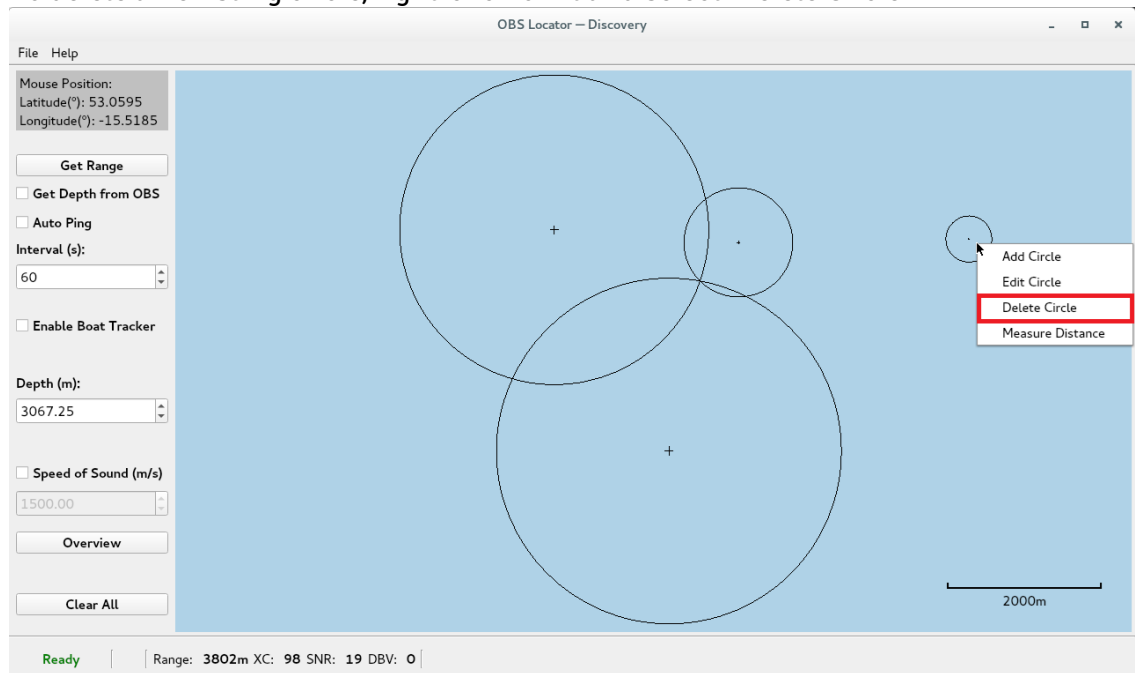 OBS Locator — Discovery
File Help
Mouse Position:
Latitude(°): 53.0595
Longitude(°): -15.5185
Get Range
Get Depth from OBS
Auto Ping
Interval (s):
60
Enable Boat Tracker
Depth (m):
3067.25
Speed of Sound (m/s)
1500.00
Overview
Clear All
Add Circle
Edit Circle
Delete Circle
Measure Distance
2000m
Ready Range: 3802m XC: 98 SNR: 19 DBV: 0